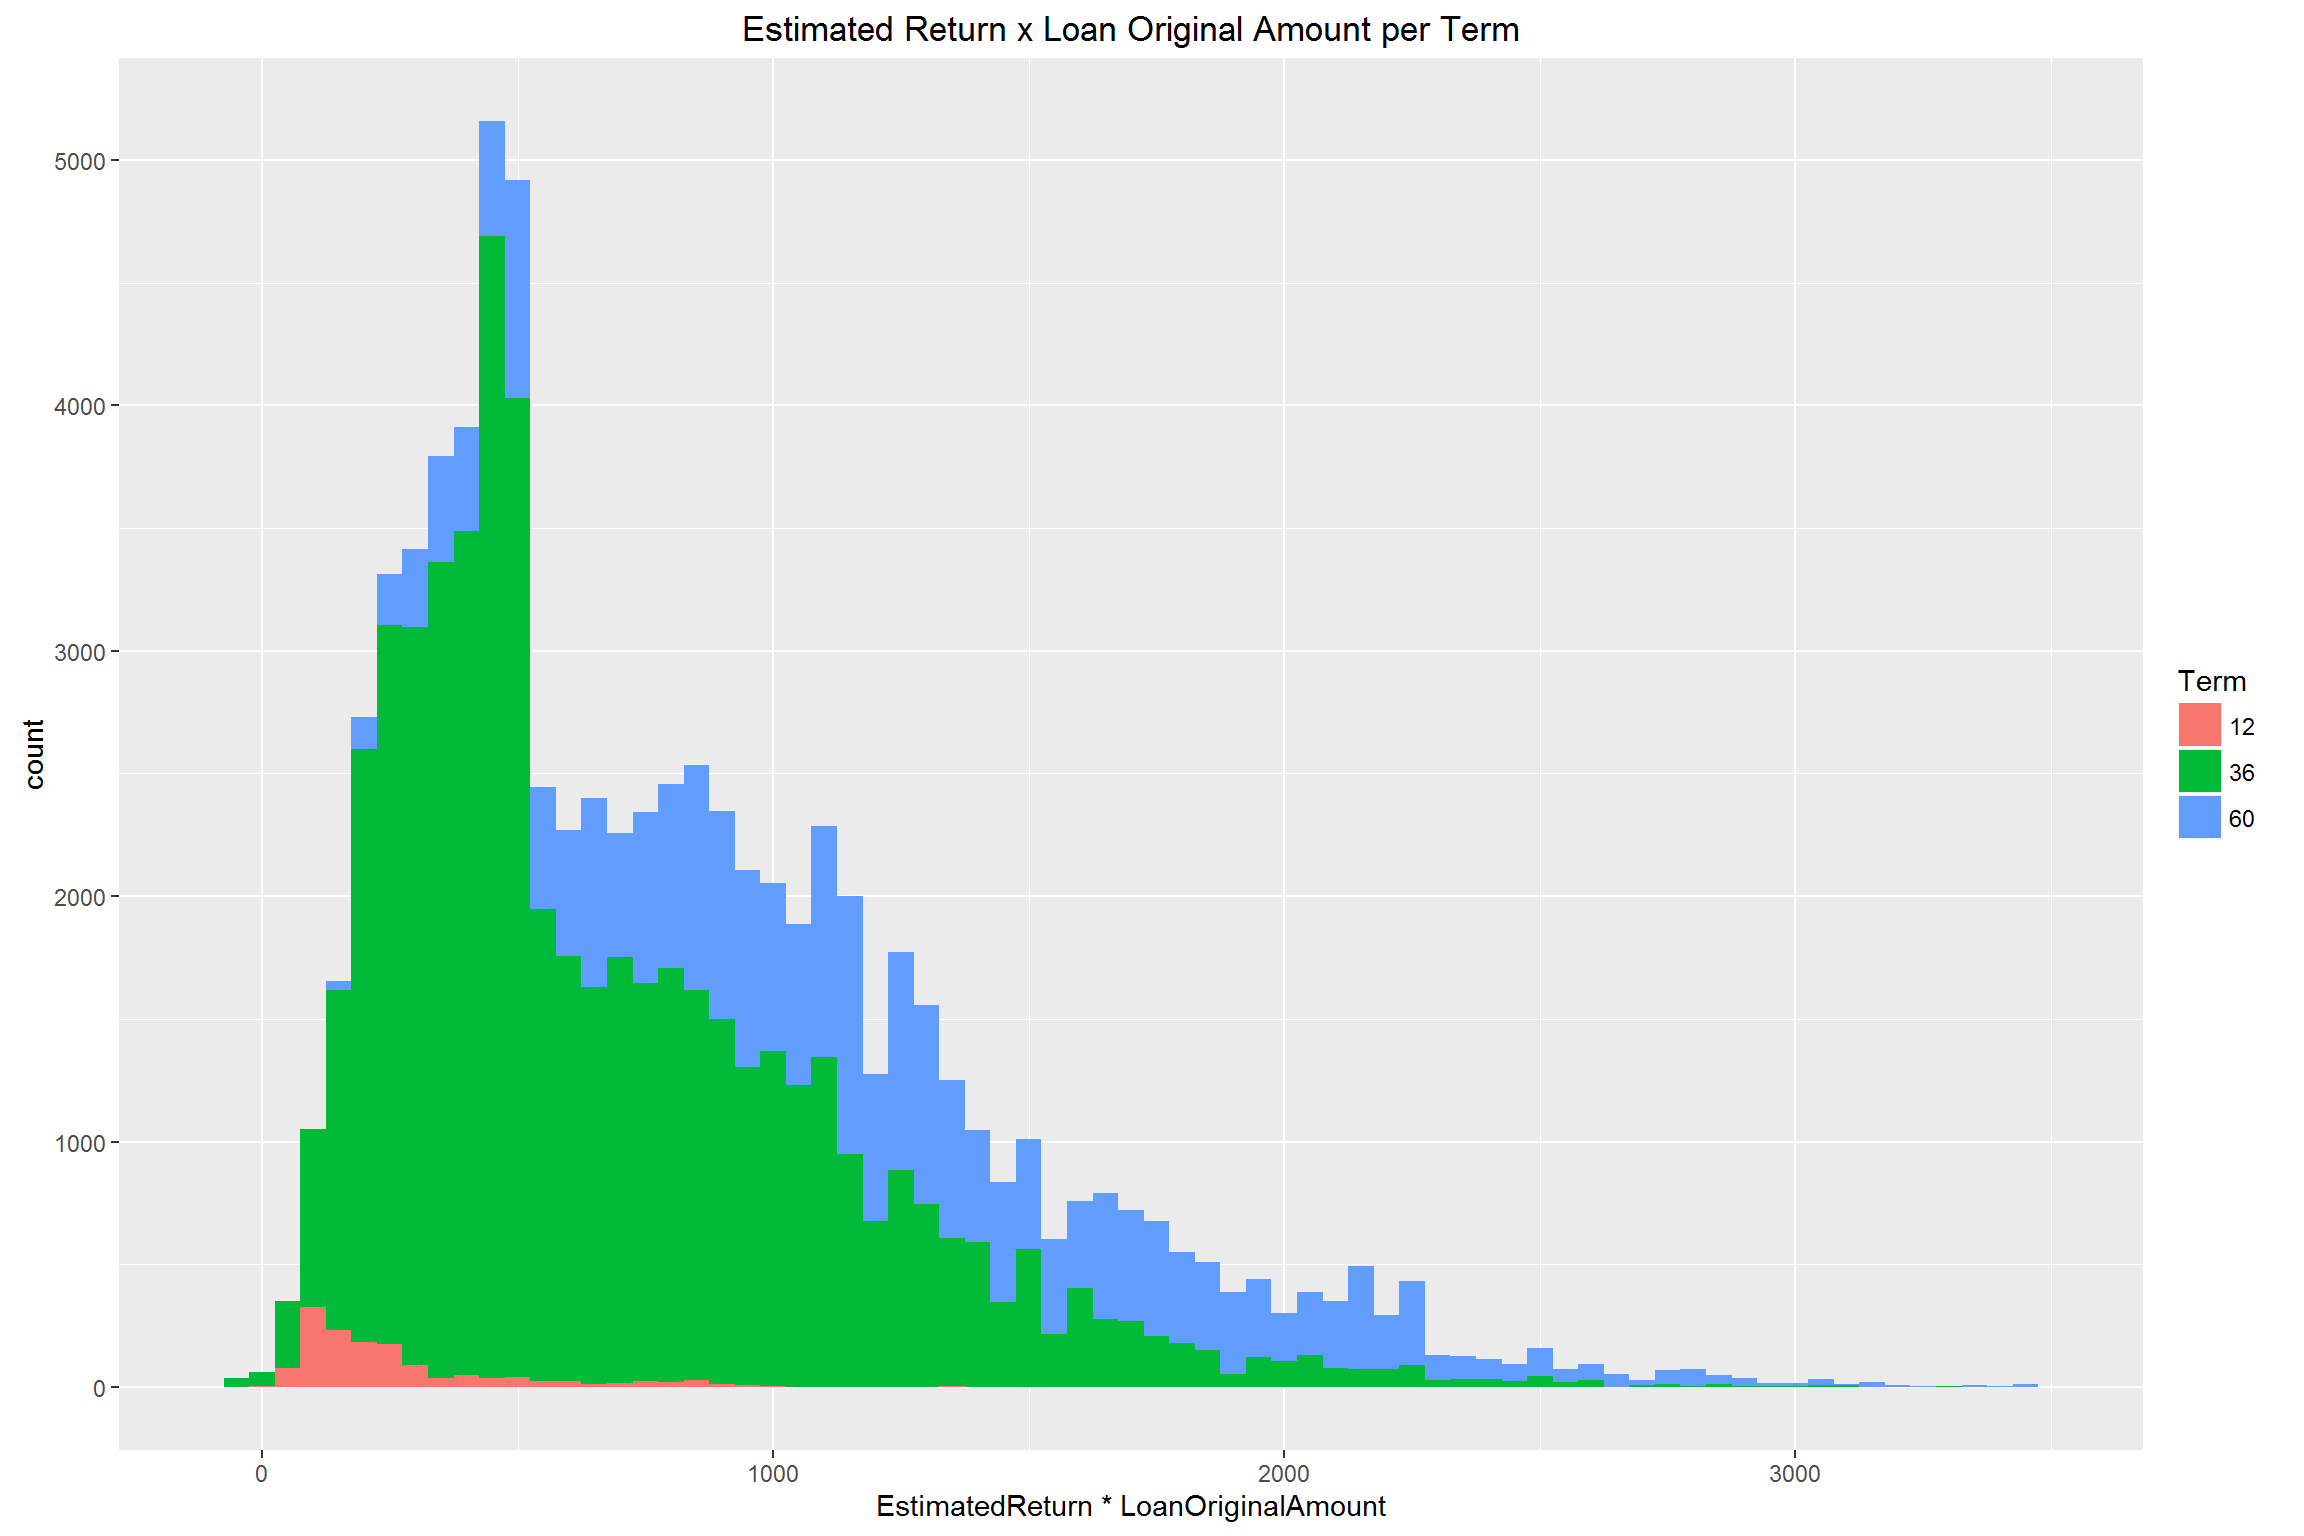 Estimated Return x Loan Original Amount per Term
5000
4000
3000
2000
1000
0
count
0 1000 2000 3000
EstimatedReturn * LoanOriginalAmount
Term
12
36
60